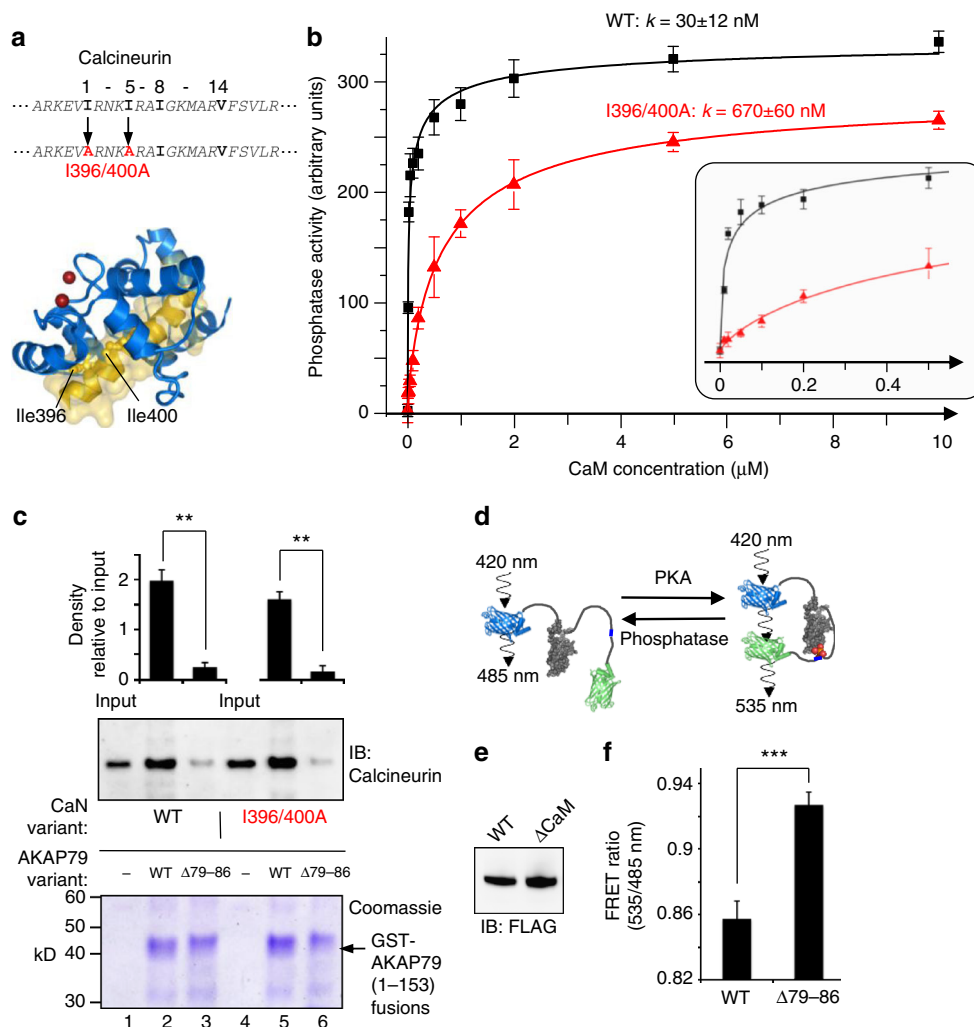 a
Calcineurin
1 - 5 - 8 - 14
··· ARKEVIRNKIRAIGKMARVFSVLR ···
··· ARKEVARNKARAIGKMARVFSVLR ···
I396/400A
Ile396
Ile400
b
WT: k = 30±12 nM
I396/400A: k = 670±60 nM
Phosphatase activity (arbitrary units)
300
250
200
150
100
50
0
0 2 4 6 8 10
CaM concentration (μM)
0 0.2 0.4
c
**
**
Density
relative to input
2
1
0
Input
Input
IB:
Calcineurin
CaN
variant:
WT
I396/400A
AKAP79
variant:
– WT Δ79–86 – WT Δ79–86
60
50
kD 40
30
Coomassie
GST-
AKAP79
(1–153)
fusions
1 2 3 4 5 6
d
420 nm
485 nm
PKA
Phosphatase
420 nm
535 nm
e
WT ΔCaM
IB: FLAG
f
***
FRET ratio
(535/485 nm)
0.94
0.9
0.86
0.82
WT Δ79–86